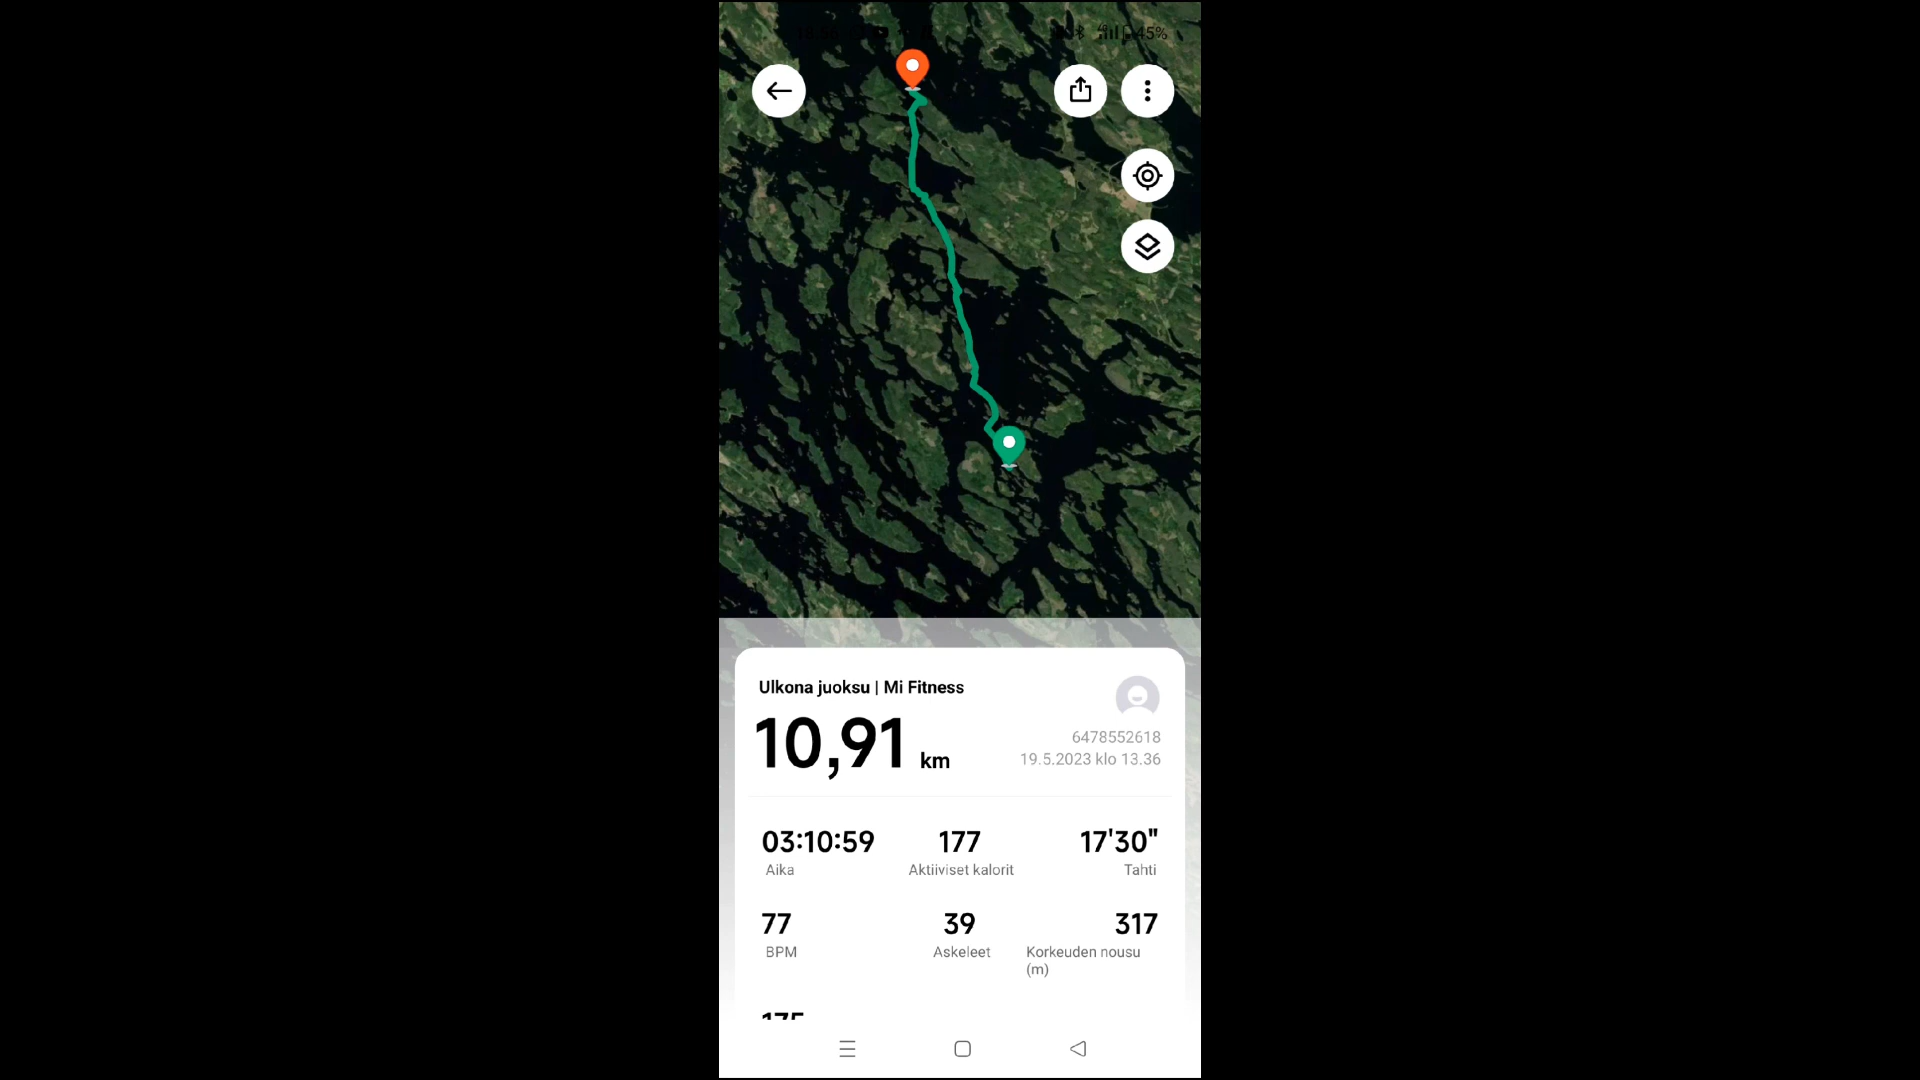 45%
Ulkona juoksu | Mi Fitness
10,91 km
6478552618
19.5.2023 klo 13.36
03:10:59 177 17'30"
Aika Aktiiviset kalorit Tahti
77 39 317
BPM Askeleet Korkeuden nousu
(m)